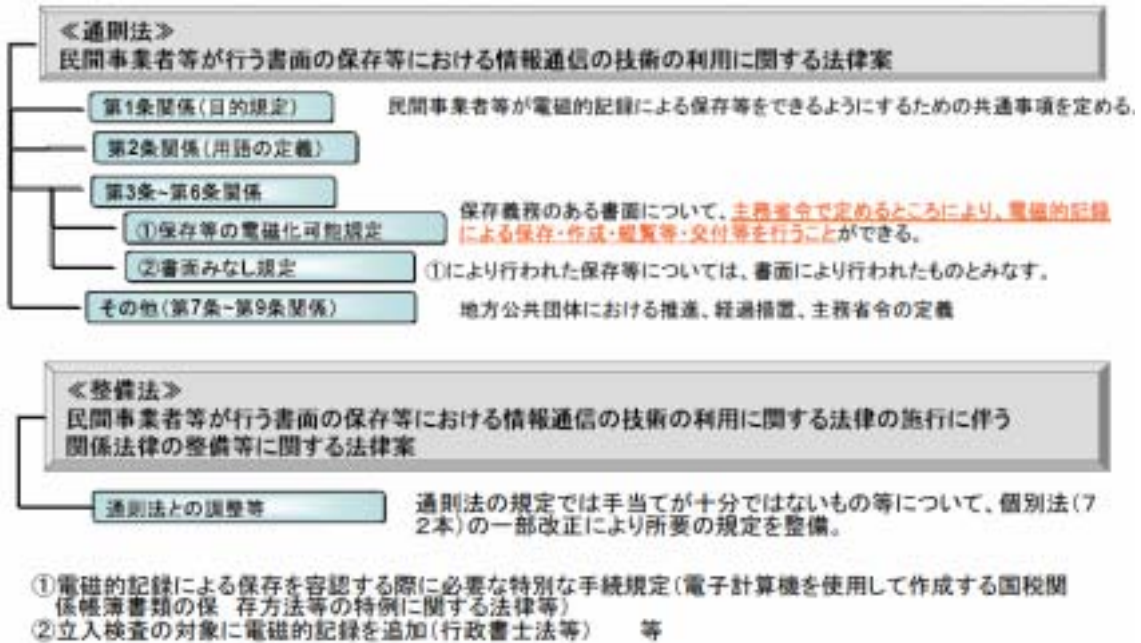 ≪通則法≫
民間事業者等が行う書面の保存等における情報通信の技術の利用に関する法律案
第1条関係(目的規定)
民間事業者等が電磁的記録による保存等をできるようにするための共通事項を定める。
第2条関係(用語の定義)
第3条~第6条関係
①保存等の電磁化可能規定
保存義務のある書面について、主務省令で定めるところにより、電磁的記録
による保存・作成・縦覧等・交付等を行うことができる。
②書面みなし規定
①により行われた保存等については、書面により行われたものとみなす。
その他(第7条~第9条関係)
地方公共団体における推進、経過措置、主務省令の定義
≪整備法≫
民間事業者等が行う書面の保存等における情報通信の技術の利用に関する法律の施行に伴う
関係法律の整備等に関する法律案
通則法との調整等
通則法の規定では手当てが十分ではないもの等について、個別法(7
2本)の一部改正により所要の規定を整備。
①電磁的記録による保存を容認する際に必要な特別な手続規定(電子計算機を使用して作成する国税関
係帳簿書類の保 存方法等の特例に関する法律等)
②立入検査の対象に電磁的記録を追加(行政書士法等) 等